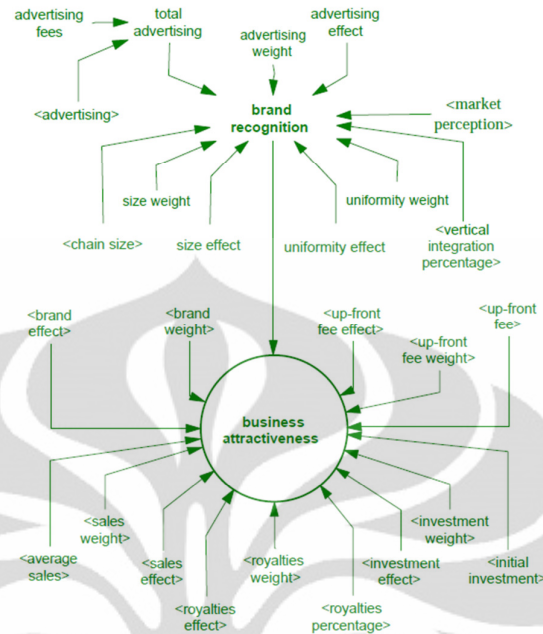 advertising
fees
total
advertising
advertising
weight
advertising
effect
<advertising>
brand
recognition
<market
perception>
size weight
uniformity weight
<chain size>
size effect
uniformity effect
<vertical
integration
percentage>
<brand
effect>
<brand
weight>
<up-front
fee effect>
<up-front
fee weight>
<up-front
fee>
business
attractiveness
<sales
weight>
<investment
weight>
<average
sales>
<sales
effect>
<royalties
weight>
<investment
effect>
<initial
investment>
<royalties
effect>
<royalties
percentage>